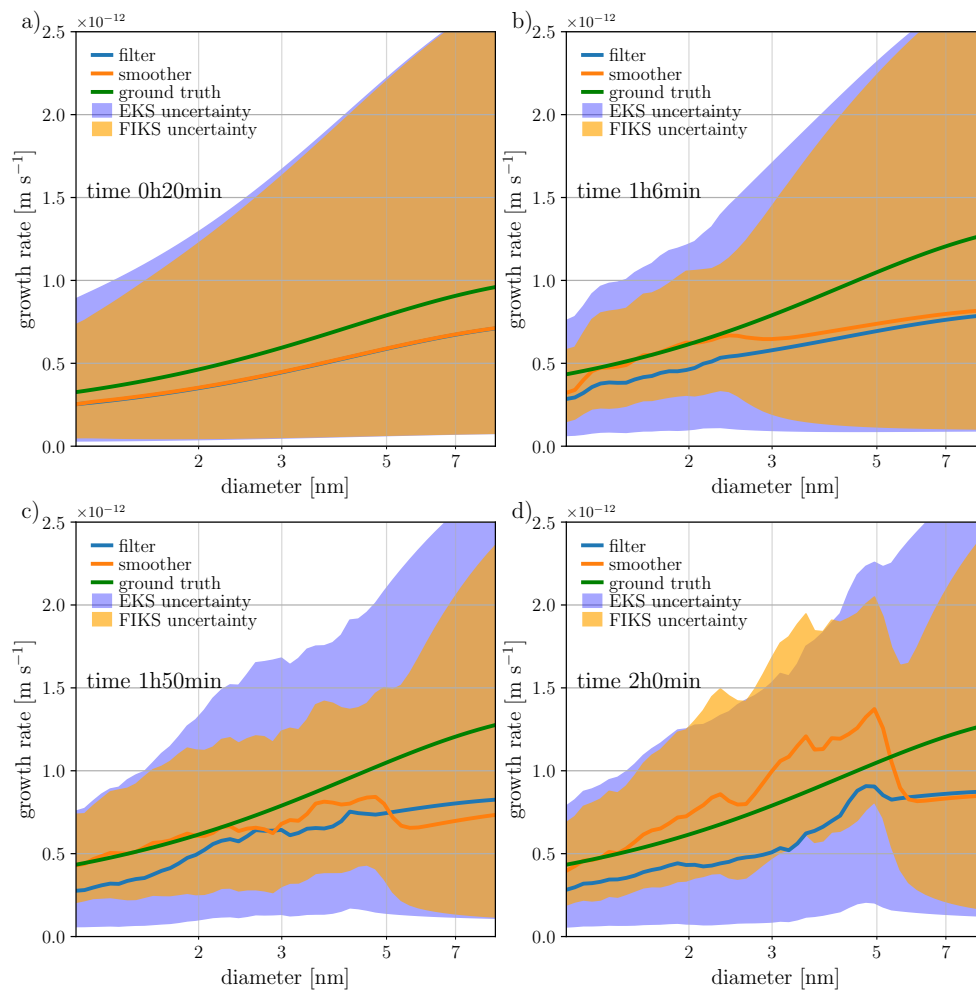 a)
×10⁻¹²
2.5
2.0
1.5
1.0
0.5
0.0
growth rate [m s⁻¹]
filter
smoother
ground truth
EKS uncertainty
FIKS uncertainty
time 0h20min
2 3 5 7
diameter [nm]
b)
×10⁻¹²
2.5
2.0
1.5
1.0
0.5
0.0
growth rate [m s⁻¹]
filter
smoother
ground truth
EKS uncertainty
FIKS uncertainty
time 1h6min
2 3 5 7
diameter [nm]
c)
×10⁻¹²
2.5
2.0
1.5
1.0
0.5
0.0
growth rate [m s⁻¹]
filter
smoother
ground truth
EKS uncertainty
FIKS uncertainty
time 1h50min
2 3 5 7
diameter [nm]
d)
×10⁻¹²
2.5
2.0
1.5
1.0
0.5
0.0
growth rate [m s⁻¹]
filter
smoother
ground truth
EKS uncertainty
FIKS uncertainty
time 2h0min
2 3 5 7
diameter [nm]